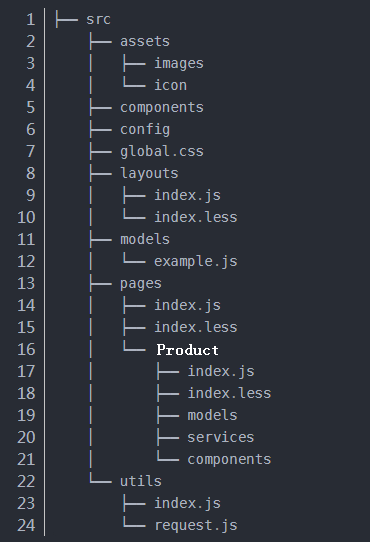 1 ├── src
2     ├── assets
3     │   ├── images
4     │   └── icon
5     ├── components
6     ├── config
7     ├── global.css
8     ├── layouts
9     │   ├── index.js
10     │   └── index.less
11     ├── models
12     │   └── example.js
13     ├── pages
14     │   ├── index.js
15     │   ├── index.less
16     │   └── Product
17     │       ├── index.js
18     │       ├── index.less
19     │       ├── models
20     │       ├── services
21     │       └── components
22     └── utils
23         ├── index.js
24         └── request.js